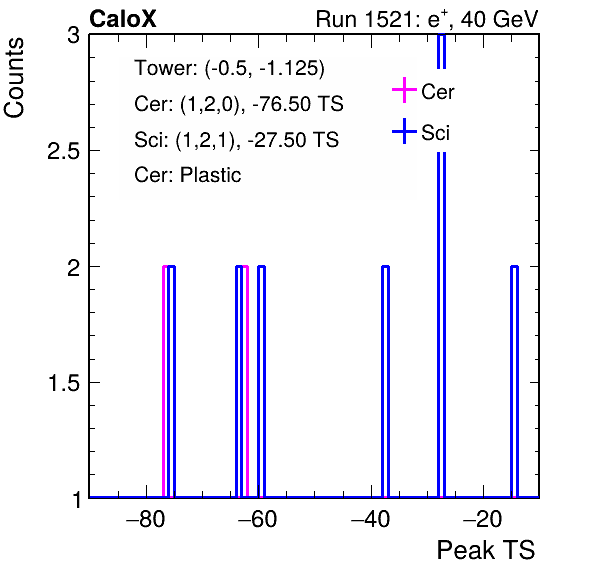 CaloX Run 1521: e⁺, 40 GeV
Counts
3
2.5
2
1.5
1
Tower: (-0.5, -1.125)
Cer: (1,2,0), -76.50 TS
Sci: (1,2,1), -27.50 TS
Cer: Plastic
Cer
Sci
−80 −60 −40 −20
Peak TS